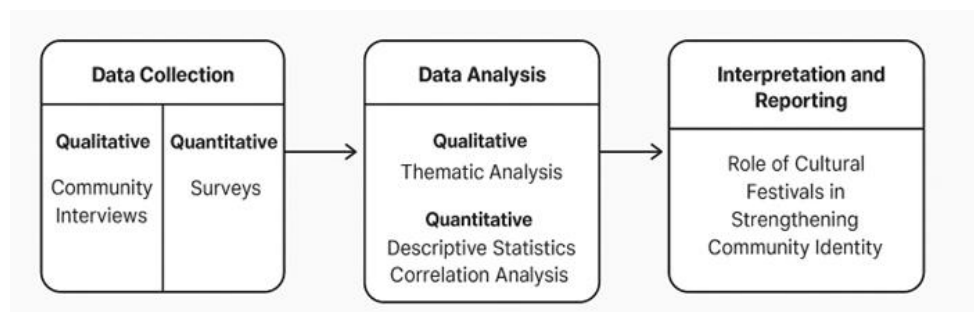 Data Collection
Qualitative
Community
Interviews
Quantitative
Surveys
Data Analysis
Qualitative
Thematic Analysis
Quantitative
Descriptive Statistics
Correlation Analysis
Interpretation and
Reporting
Role of Cultural
Festivals in
Strengthening
Community Identity